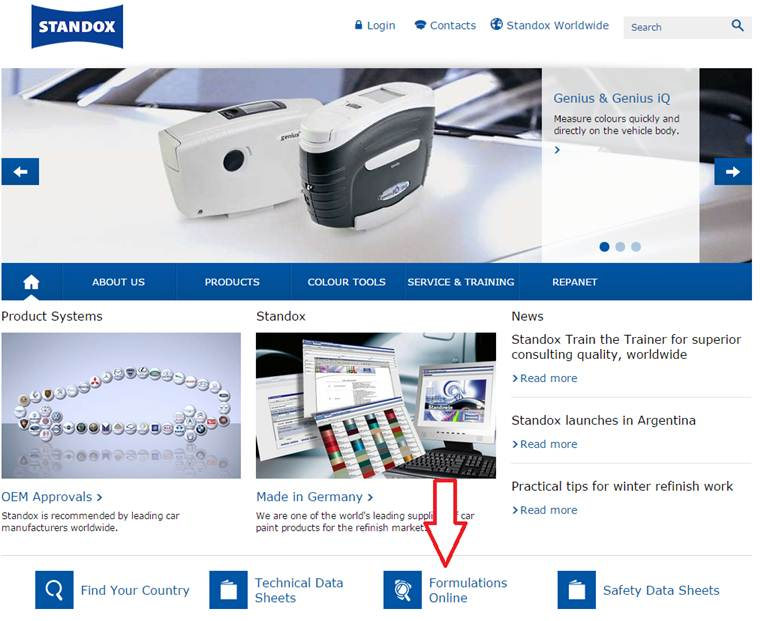 STANDOX
Login
Contacts
Standox Worldwide
Search
genius
Genius & Genius iQ
Measure colours quickly and
directly on the vehicle body.
ABOUT US
PRODUCTS
COLOUR TOOLS
SERVICE & TRAINING
REPANET
Product Systems
OEM Approvals
Standox is recommended by leading car
manufacturers worldwide.
Standox
Made in Germany
We are one of the world's leading of car
paint products for the refinish market.
News
Standox Train the Trainer for superior
consulting quality, worldwide
Read more
Standox launches in Argentina
Read more
Practical tips for winter refinish work
Read more
Find Your Country
Technical Data
Sheets
Formulations
Online
Safety Data Sheets